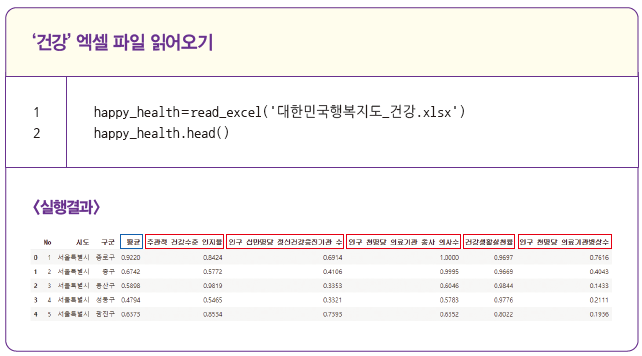 ‘건강’ 엑셀 파일 읽어오기
1 happy_health=read_excel('대한민국행복지도_건강.xlsx')
2 happy_health.head()
〈실행결과〉
No 시도 구군 평균 주관적 건강수준 인지율 인구 십만명당 정신건강증진기관 수 인구 천명당 의료기관 종사 의사수 건강생활실천율 인구 천명당 의료기관병상수
0 1 서울특별시 종로구 0.9220 0.8424 0.6914 1.0000 0.9697 0.7616
1 2 서울특별시 중구 0.6742 0.5772 0.4106 0.9995 0.9669 0.4043
2 3 서울특별시 용산구 0.5898 0.9819 0.3353 0.6046 0.9844 0.1433
3 4 서울특별시 성동구 0.4794 0.5465 0.3321 0.5783 0.9776 0.2111
4 5 서울특별시 광진구 0.6375 0.8534 0.7395 0.6352 0.8022 0.1956